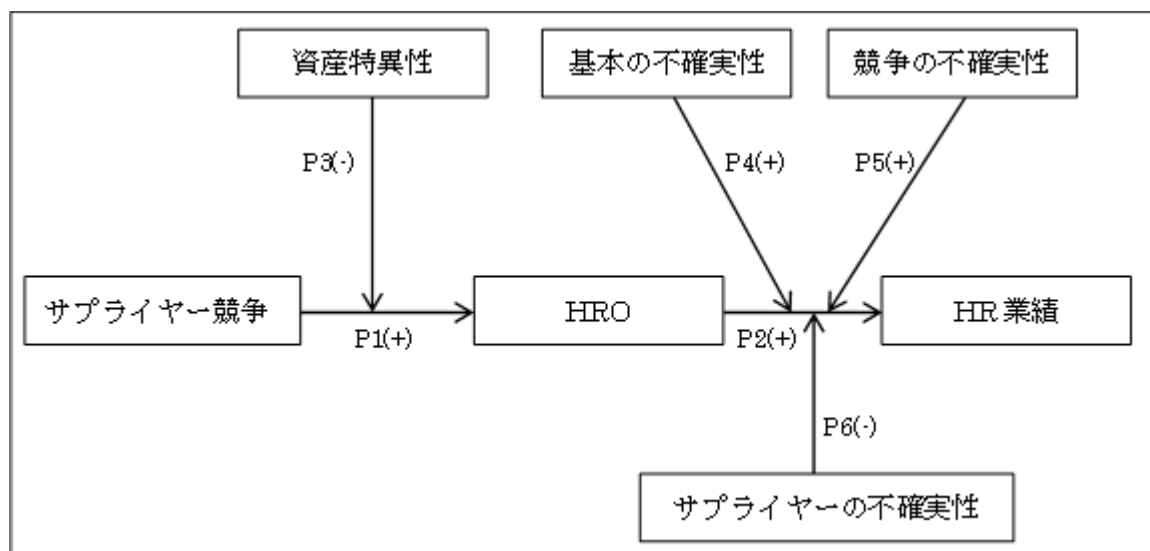 資産特異性
基本の不確実性
競争の不確実性
P3(-)
P4(+)
P5(+)
サプライヤー競争
HRO
HR業績
P1(+)
P2(+)
P6(-)
サプライヤーの不確実性